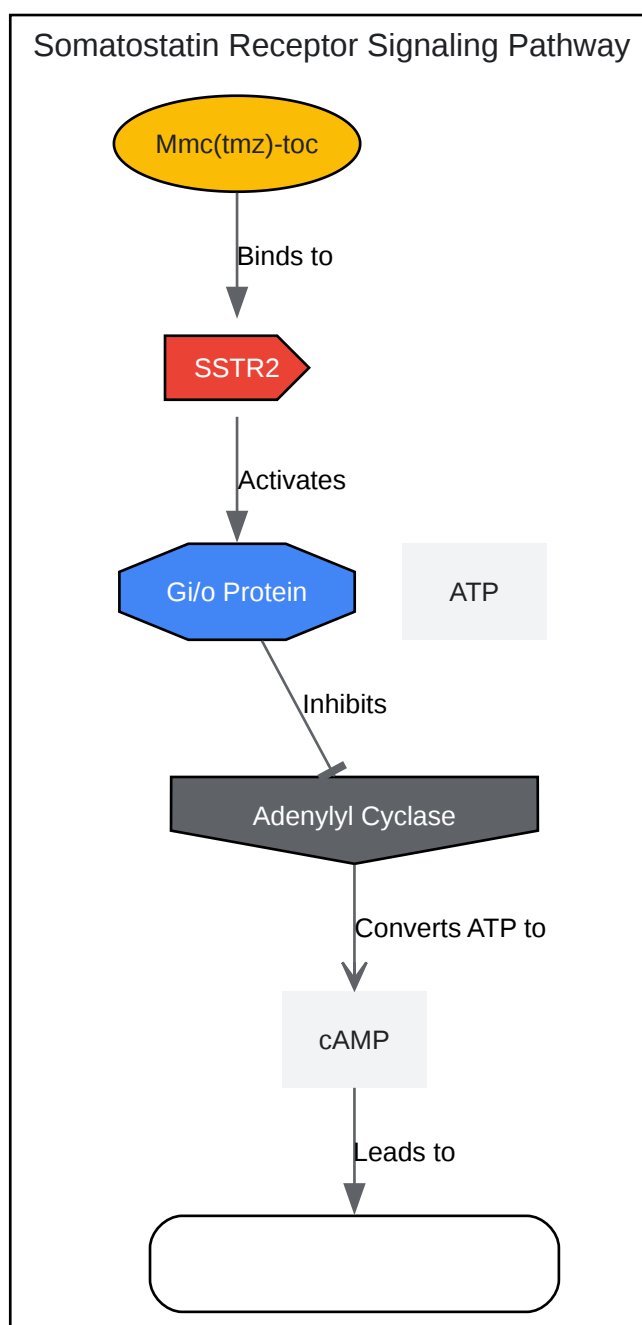 Somatostatin Receptor Signaling Pathway
Mmc(tmz)-toc
Binds to
SSTR2
Activates
Gi/o Protein
ATP
Inhibits
Adenylyl Cyclase
Converts ATP to
cAMP
Leads to